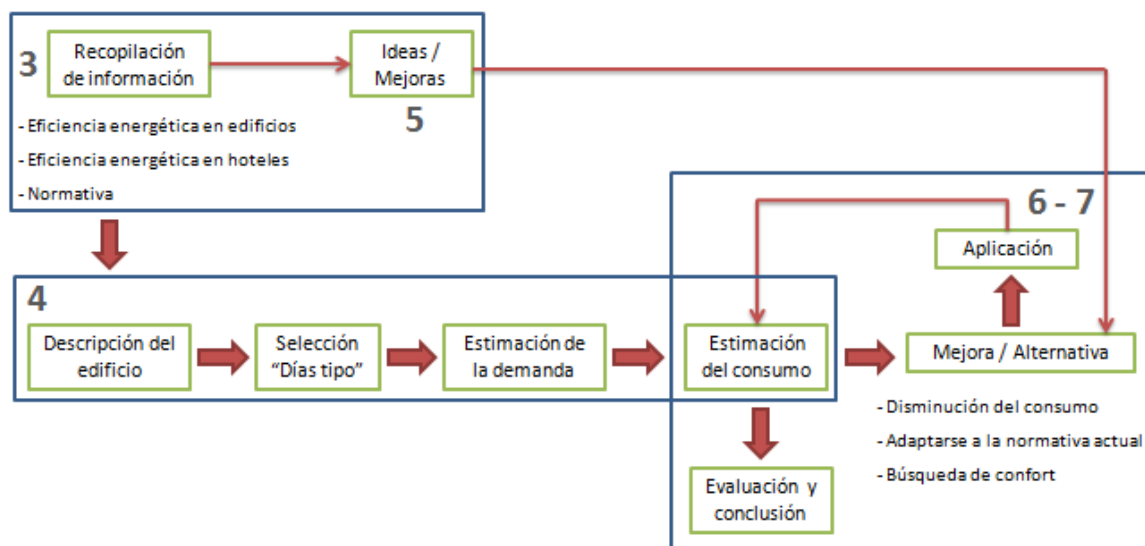 3
Recopilación
de información
Ideas /
Mejoras
5
- Eficiencia energética en edificios
- Eficiencia energética en hoteles
- Normativa
6 - 7
Aplicación
4
Descripción del
edificio
Selección
“Días tipo”
Estimación de
la demanda
Estimación
del consumo
Mejora / Alternativa
- Disminución del consumo
- Adaptarse a la normativa actual
- Búsqueda de confort
Evaluación y
conclusión